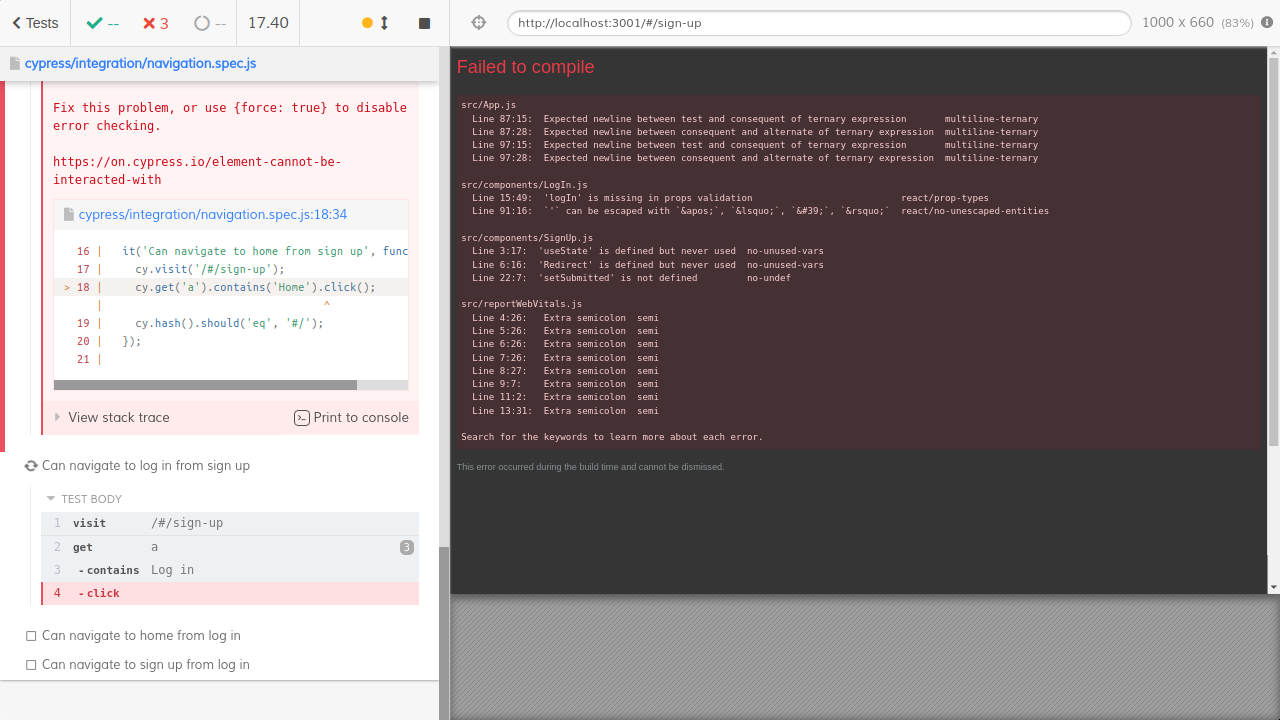 Tests
--
3
--
17.40
http://localhost:3001/#/sign-up
1000 x 660 (83%)
cypress/integration/navigation.spec.js
Fix this problem, or use {force: true} to disable
error checking.
https://on.cypress.io/element-cannot-be-
interacted-with
cypress/integration/navigation.spec.js:18:34
16 | it('Can navigate to home from sign up', func
17 | cy.visit('/#/sign-up');
> 18 | cy.get('a').contains('Home').click();
| ^
19 | cy.hash().should('eq', '#/');
20 | });
21 |
View stack trace
Print to console
Can navigate to log in from sign up
TEST BODY
1 visit /#/sign-up
2 get a 3
3 -contains Log in
4 -click
Can navigate to home from log in
Can navigate to sign up from log in
Failed to compile
src/App.js
Line 87:15: Expected newline between test and consequent of ternary expression multiline-ternary
Line 87:28: Expected newline between consequent and alternate of ternary expression multiline-ternary
Line 97:15: Expected newline between test and consequent of ternary expression multiline-ternary
Line 97:28: Expected newline between consequent and alternate of ternary expression multiline-ternary
src/components/LogIn.js
Line 15:49: 'logIn' is missing in props validation react/prop-types
Line 91:16: `'` can be escaped with `&apos;`, `&lsquo;`, `&#39;`, `&rsquo;` react/no-unescaped-entities
src/components/SignUp.js
Line 3:17: 'useState' is defined but never used no-unused-vars
Line 6:16: 'Redirect' is defined but never used no-unused-vars
Line 22:7: 'setSubmitted' is not defined no-undef
src/reportWebVitals.js
Line 4:26: Extra semicolon semi
Line 5:26: Extra semicolon semi
Line 6:26: Extra semicolon semi
Line 7:26: Extra semicolon semi
Line 8:27: Extra semicolon semi
Line 9:7: Extra semicolon semi
Line 11:2: Extra semicolon semi
Line 13:31: Extra semicolon semi
Search for the keywords to learn more about each error.
This error occurred during the build time and cannot be dismissed.